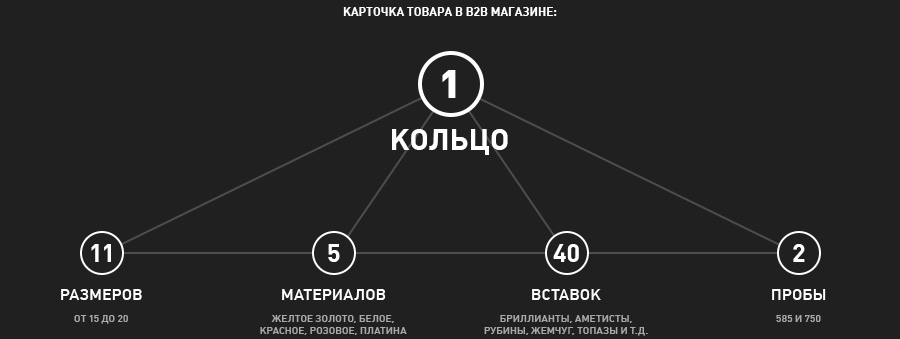 КАРТОЧКА ТОВАРА В B2B МАГАЗИНЕ:
1
КОЛЬЦО
11
5
40
2
РАЗМЕРОВ
МАТЕРИАЛОВ
ВСТАВОК
ПРОБЫ
ОТ 15 ДО 20
ЖЕЛТОЕ ЗОЛОТО, БЕЛОЕ,
КРАСНОЕ, РОЗОВОЕ, ПЛАТИНА
БРИЛЛИАНТЫ, АМЕТИСТЫ,
РУБИНЫ, ЖЕМЧУГ, ТОПАЗЫ И Т.Д.
585 И 750